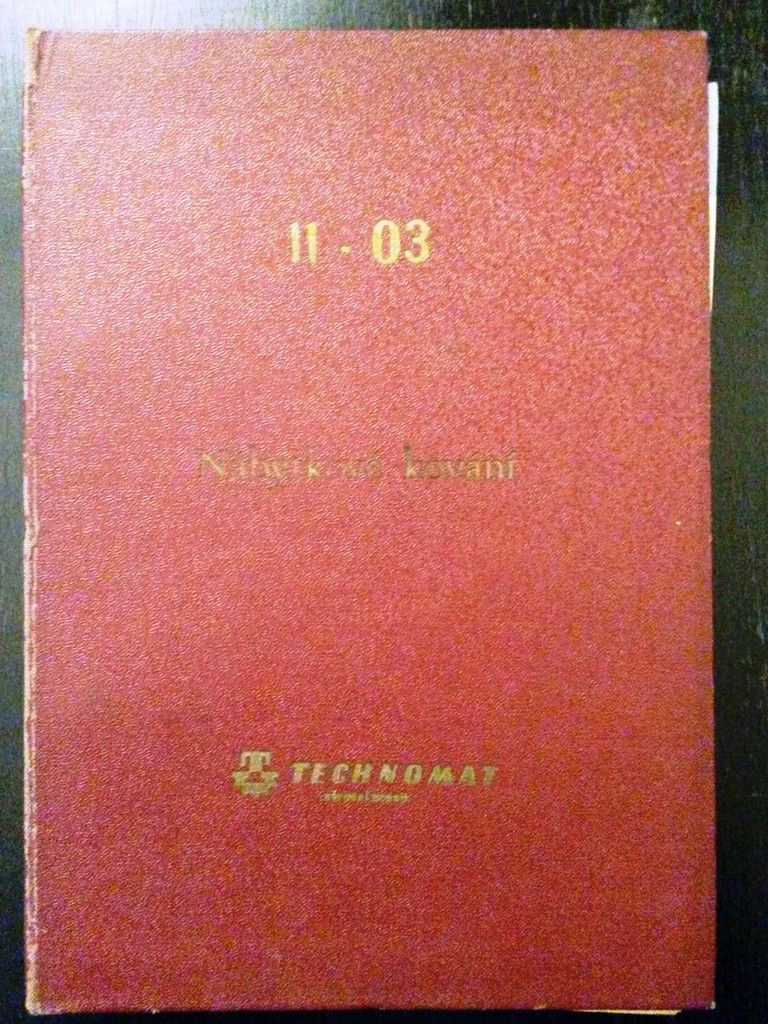 11 - 03
Nábytkové kování
TECHNOMAT